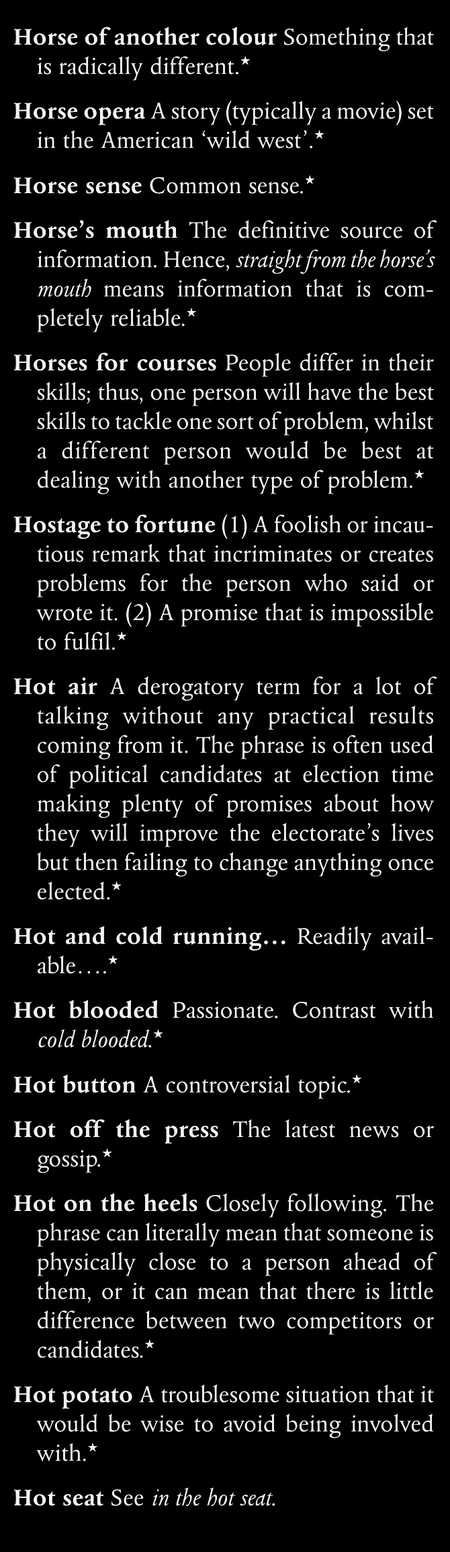 Horse of another colour Something that
is radically different.★
Horse opera A story (typically a movie) set
in the American ‘wild west’.★
Horse sense Common sense.★
Horse’s mouth The definitive source of
information. Hence, straight from the horse’s
mouth means information that is com-
pletely reliable.★
Horses for courses People differ in their
skills; thus, one person will have the best
skills to tackle one sort of problem, whilst
a different person would be best at
dealing with another type of problem.★
Hostage to fortune (1) A foolish or incau-
tious remark that incriminates or creates
problems for the person who said or
wrote it. (2) A promise that is impossible
to fulfil.★
Hot air A derogatory term for a lot of
talking without any practical results
coming from it. The phrase is often used
of political candidates at election time
making plenty of promises about how
they will improve the electorate’s lives
but then failing to change anything once
elected.★
Hot and cold running… Readily avail-
able….★
Hot blooded Passionate. Contrast with
cold blooded.★
Hot button A controversial topic.★
Hot off the press The latest news or
gossip.★
Hot on the heels Closely following. The
phrase can literally mean that someone is
physically close to a person ahead of
them, or it can mean that there is little
difference between two competitors or
candidates.★
Hot potato A troublesome situation that it
would be wise to avoid being involved
with.★
Hot seat See in the hot seat.